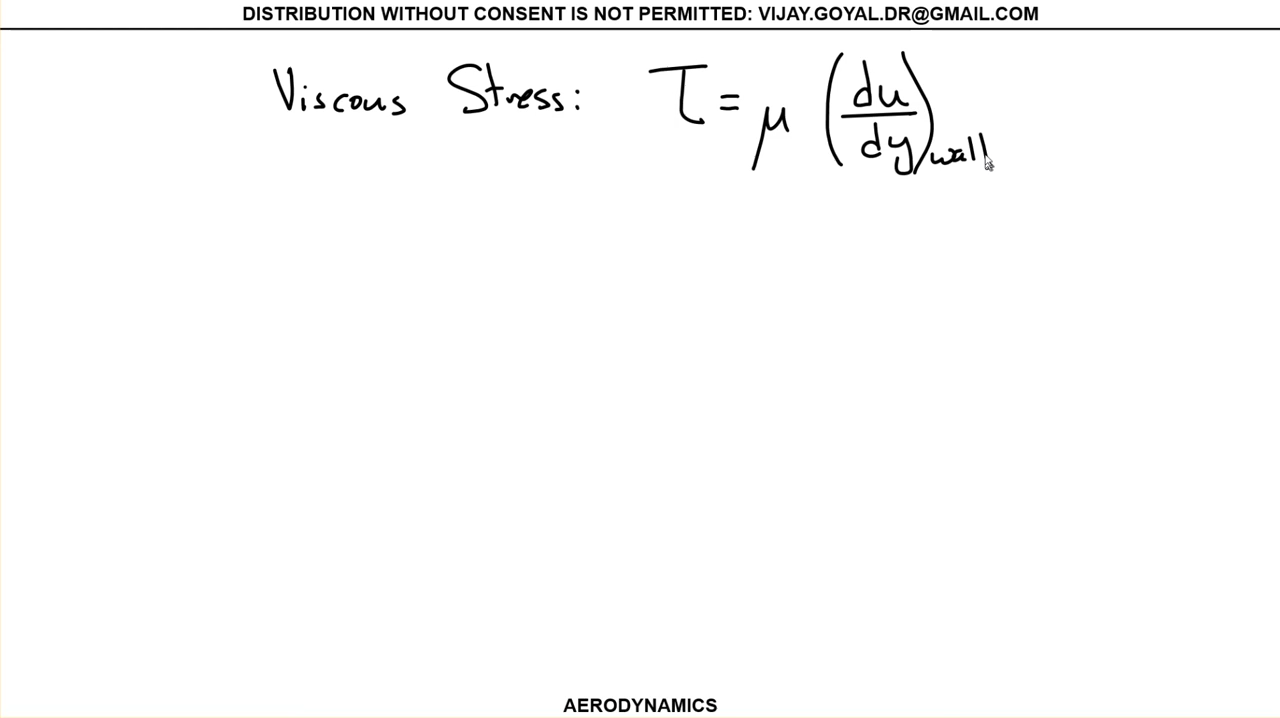 DISTRIBUTION WITHOUT CONSENT IS NOT PERMITTED: VIJAY.GOYAL.DR@GMAIL.COM
Viscous Stress: τ = μ (du/dy)wall
AERODYNAMICS